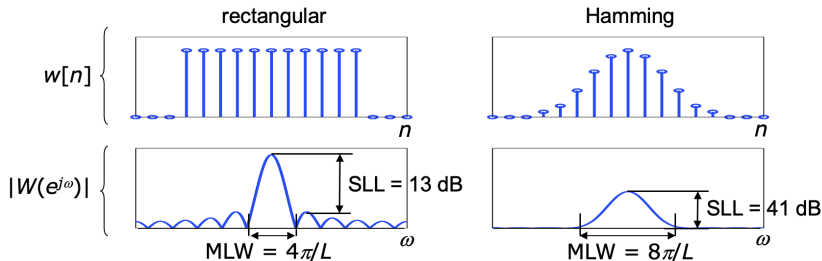 rectangular
Hamming
w[n]
n
n
|W(e^{jω})|
SLL = 13 dB
SLL = 41 dB
ω
ω
MLW = 4π/L
MLW = 8π/L